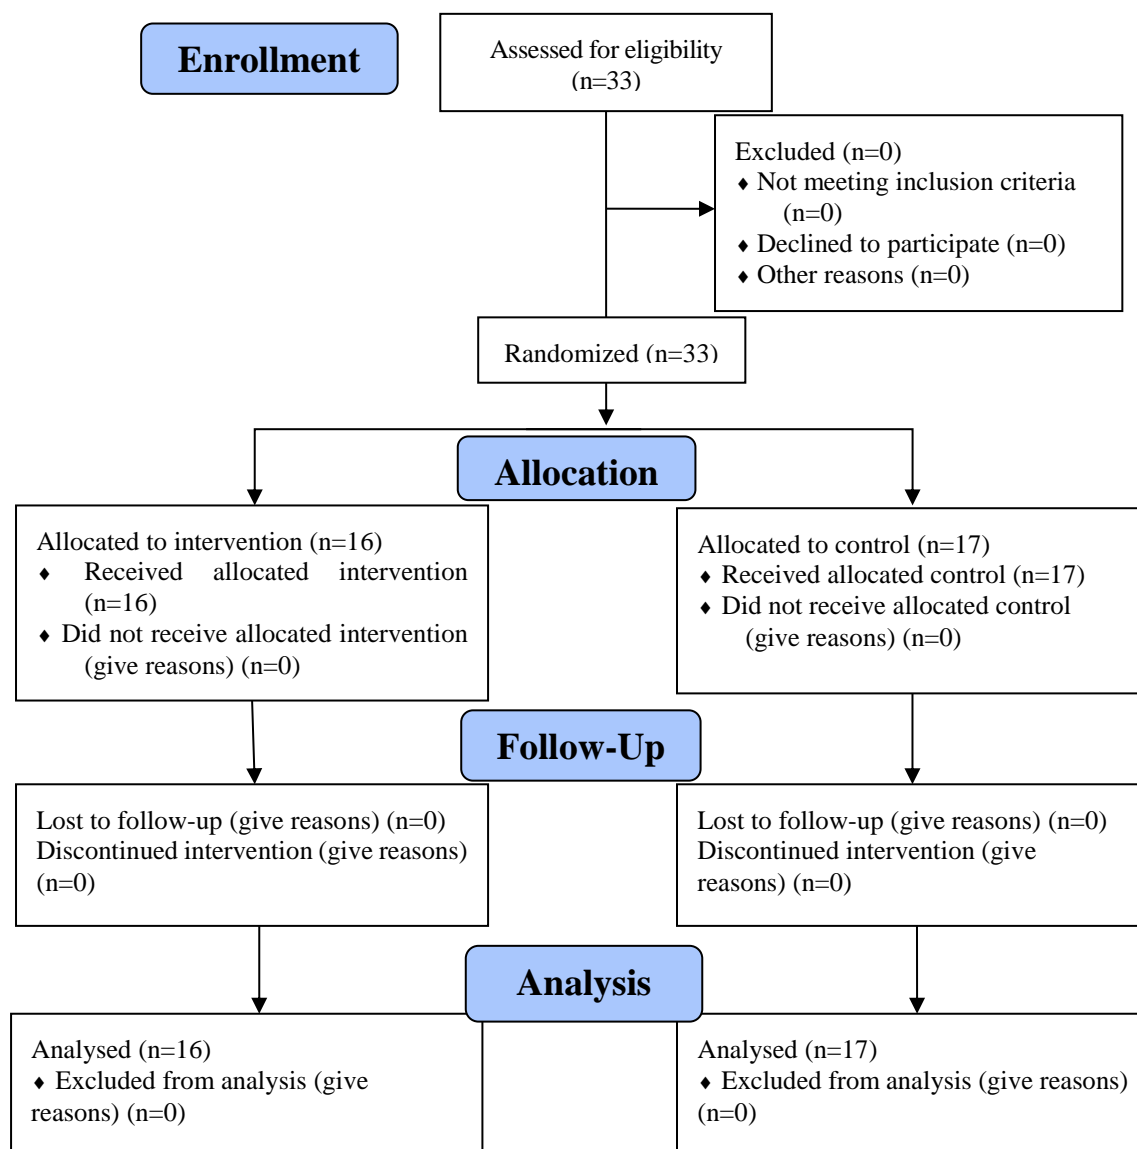 Enrollment
Assessed for eligibility
(n=33)
Excluded (n=0)
♦ Not meeting inclusion criteria
(n=0)
♦ Declined to participate (n=0)
♦ Other reasons (n=0)
Randomized (n=33)
Allocation
Allocated to intervention (n=16)
♦ Received allocated intervention
(n=16)
♦ Did not receive allocated intervention
(give reasons) (n=0)
Allocated to control (n=17)
♦ Received allocated control (n=17)
♦ Did not receive allocated control
(give reasons) (n=0)
Follow-Up
Lost to follow-up (give reasons) (n=0)
Discontinued intervention (give reasons)
(n=0)
Lost to follow-up (give reasons) (n=0)
Discontinued intervention (give
reasons) (n=0)
Analysis
Analysed (n=16)
♦ Excluded from analysis (give
reasons) (n=0)
Analysed (n=17)
♦ Excluded from analysis (give reasons)
(n=0)